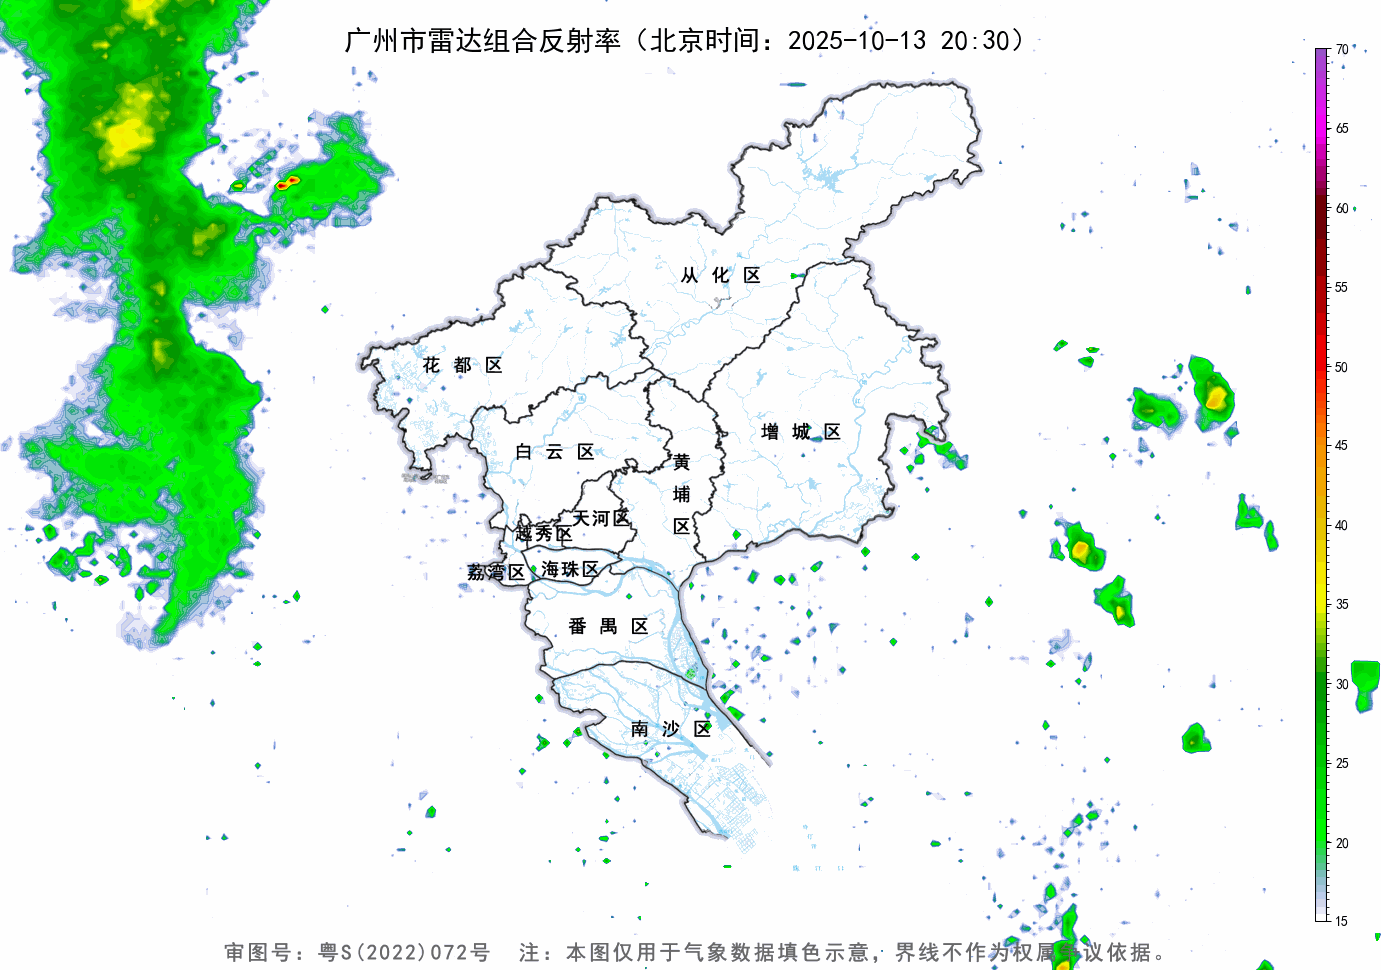 广州市雷达组合反射率（北京时间：2025-10-13 20:30）
70
65
60
55
50
45
40
35
30
25
20
15
从化区
花都区
增城区
白云区
黄埔区
天河区
越秀区
海珠区
荔湾区
番禺区
南沙区
审图号：粤S(2022)072号 注：本图仅用于气象数据填色示意，界线不作为权属争议依据。